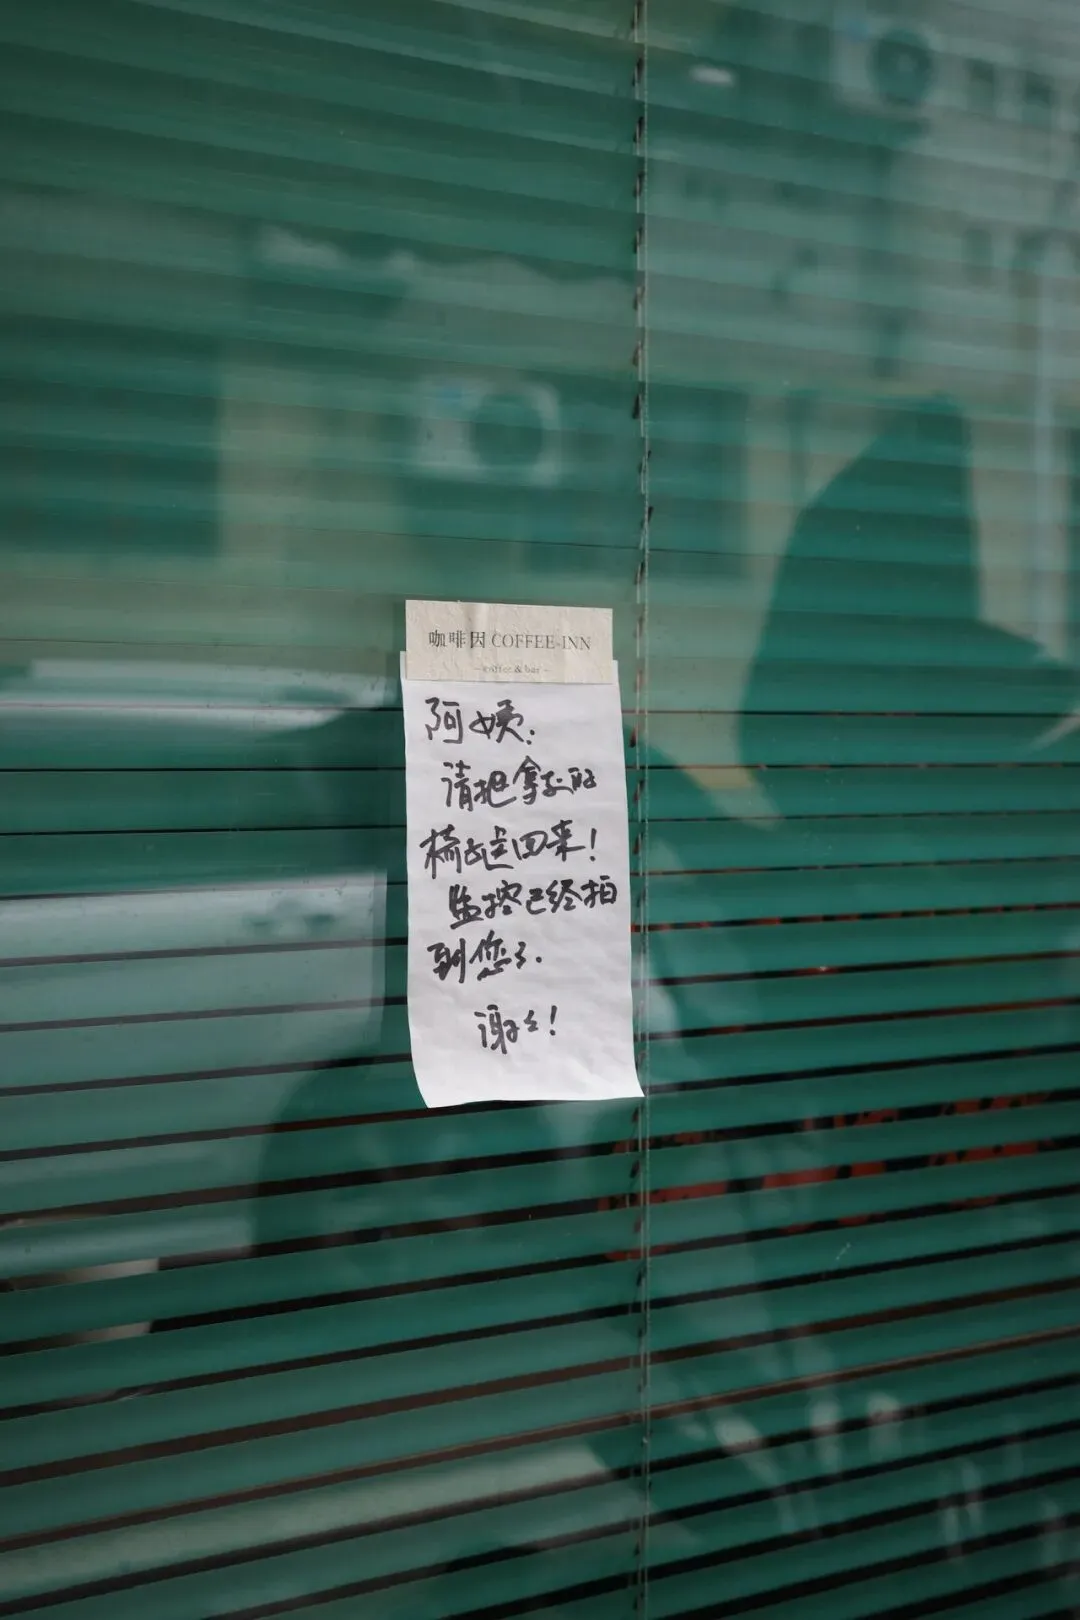 咖啡因 COFFEE-INN
- coffee & bar -
阿姨:
请把拿走的
椅子送回来!
监控已经拍
到您了.
谢谢!